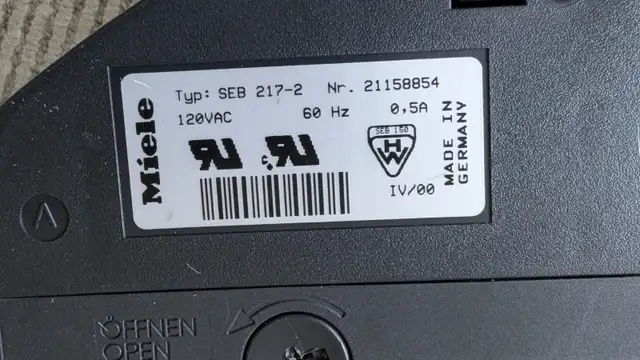 Miele
Typ: SEB 217-2 Nr. 21158854
120VAC 60 Hz 0,5A
SEB 160
HW
IV/00
MADE IN
GERMANY
A
ÖFFNEN
OPEN